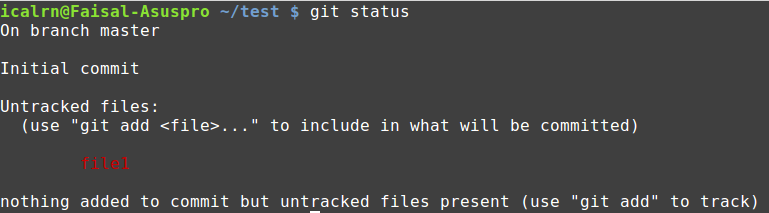 icalrn@Faisal-Asuspro ~/test $ git status
On branch master
Initial commit
Untracked files:
(use "git add <file>..." to include in what will be committed)
file1
nothing added to commit but untracked files present (use "git add" to track)